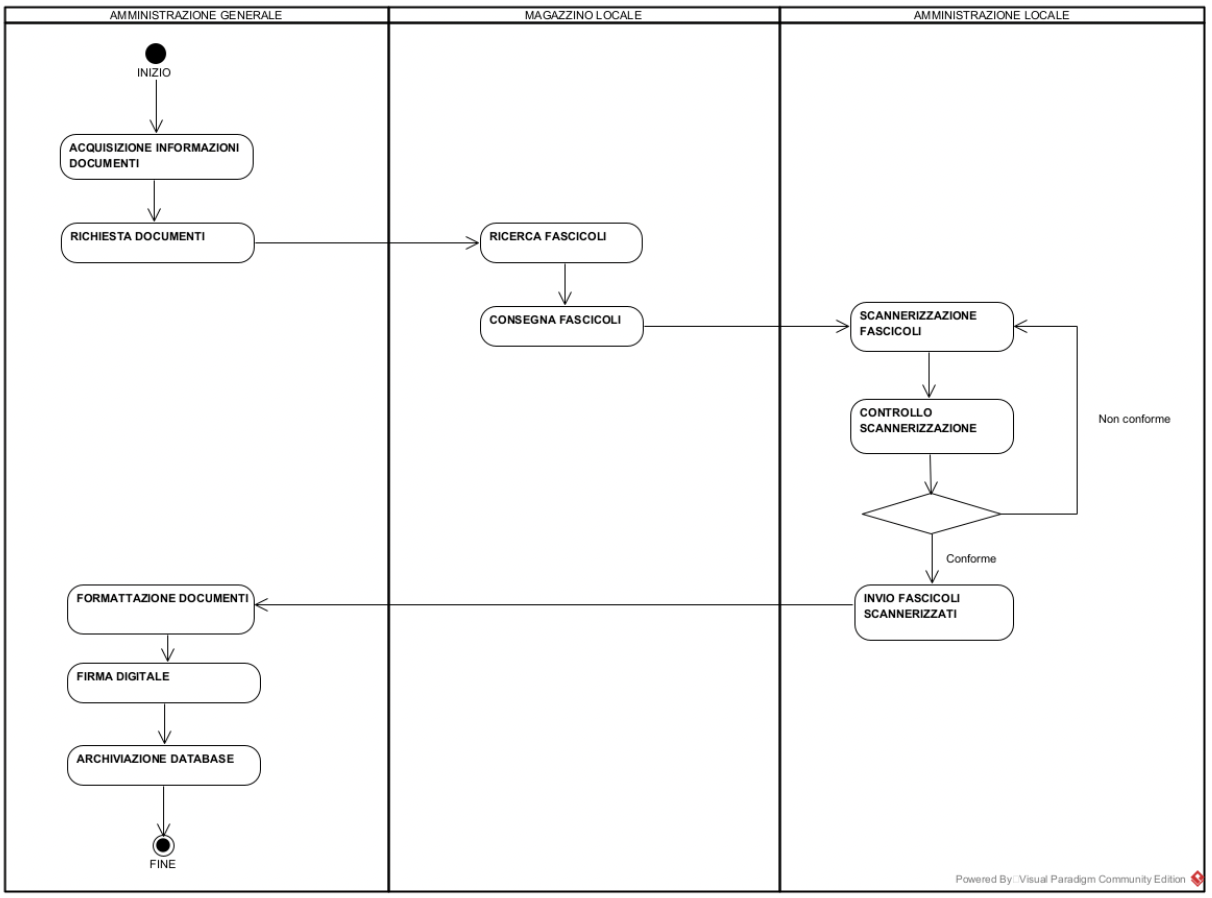 AMMINISTRAZIONE GENERALE
MAGAZZINO LOCALE
AMMINISTRAZIONE LOCALE
INIZIO
ACQUISIZIONE INFORMAZIONI
DOCUMENTI
RICHIESTA DOCUMENTI
RICERCA FASCICOLI
CONSEGNA FASCICOLI
SCANNERIZZAZIONE
FASCICOLI
CONTROLLO
SCANNERIZZAZIONE
Non conforme
Conforme
INVIO FASCICOLI
SCANNERIZZATI
FORMATTAZIONE DOCUMENTI
FIRMA DIGITALE
ARCHIVIAZIONE DATABASE
FINE
Powered By Visual Paradigm Community Edition